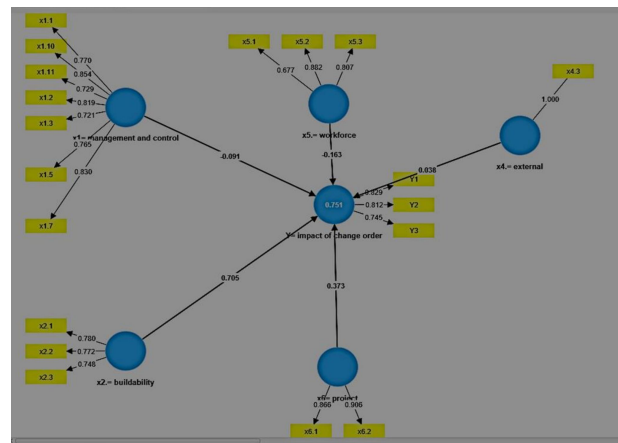 x1.1
x1.10
x1.11
x1.2
x1.3
x1.5
x1.7
0.770
0.854
0.729
0.819
0.721
0.765
0.830
x1= management and control
x5.1
x5.2
x5.3
0.677
0.882
0.807
x5.= workforce
x4.3
1.000
x4.= external
-0.091
-0.163
0.038
0.751
Y= impact of change order
0.829
0.812
0.745
Y1
Y2
Y3
0.705
0.373
x2.1
x2.2
x2.3
0.780
0.772
0.748
x2.= buildability
project
0.866
0.906
x6.1
x6.2